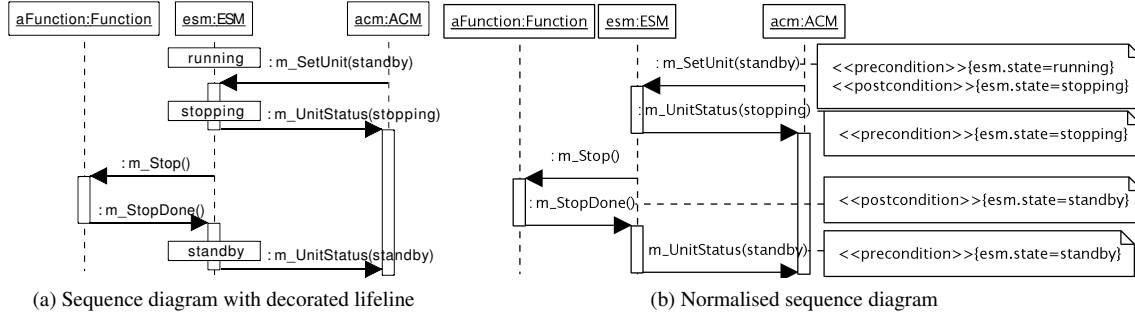 aFunction:Function
esm:ESM
acm:ACM
running
: m_SetUnit(standby)
stopping
: m_UnitStatus(stopping)
: m_Stop()
: m_StopDone()
standby
: m_UnitStatus(standby)
(a) Sequence diagram with decorated lifeline
aFunction:Function
esm:ESM
acm:ACM
: m_SetUnit(standby)
<<precondition>>{esm.state=running}
<<postcondition>>{esm.state=stopping}
: m_UnitStatus(stopping)
<<precondition>>{esm.state=stopping}
: m_Stop()
: m_StopDone()
<<postcondition>>{esm.state=standby}
m_UnitStatus(standby)
<<precondition>>{esm.state=standby}
(b) Normalised sequence diagram